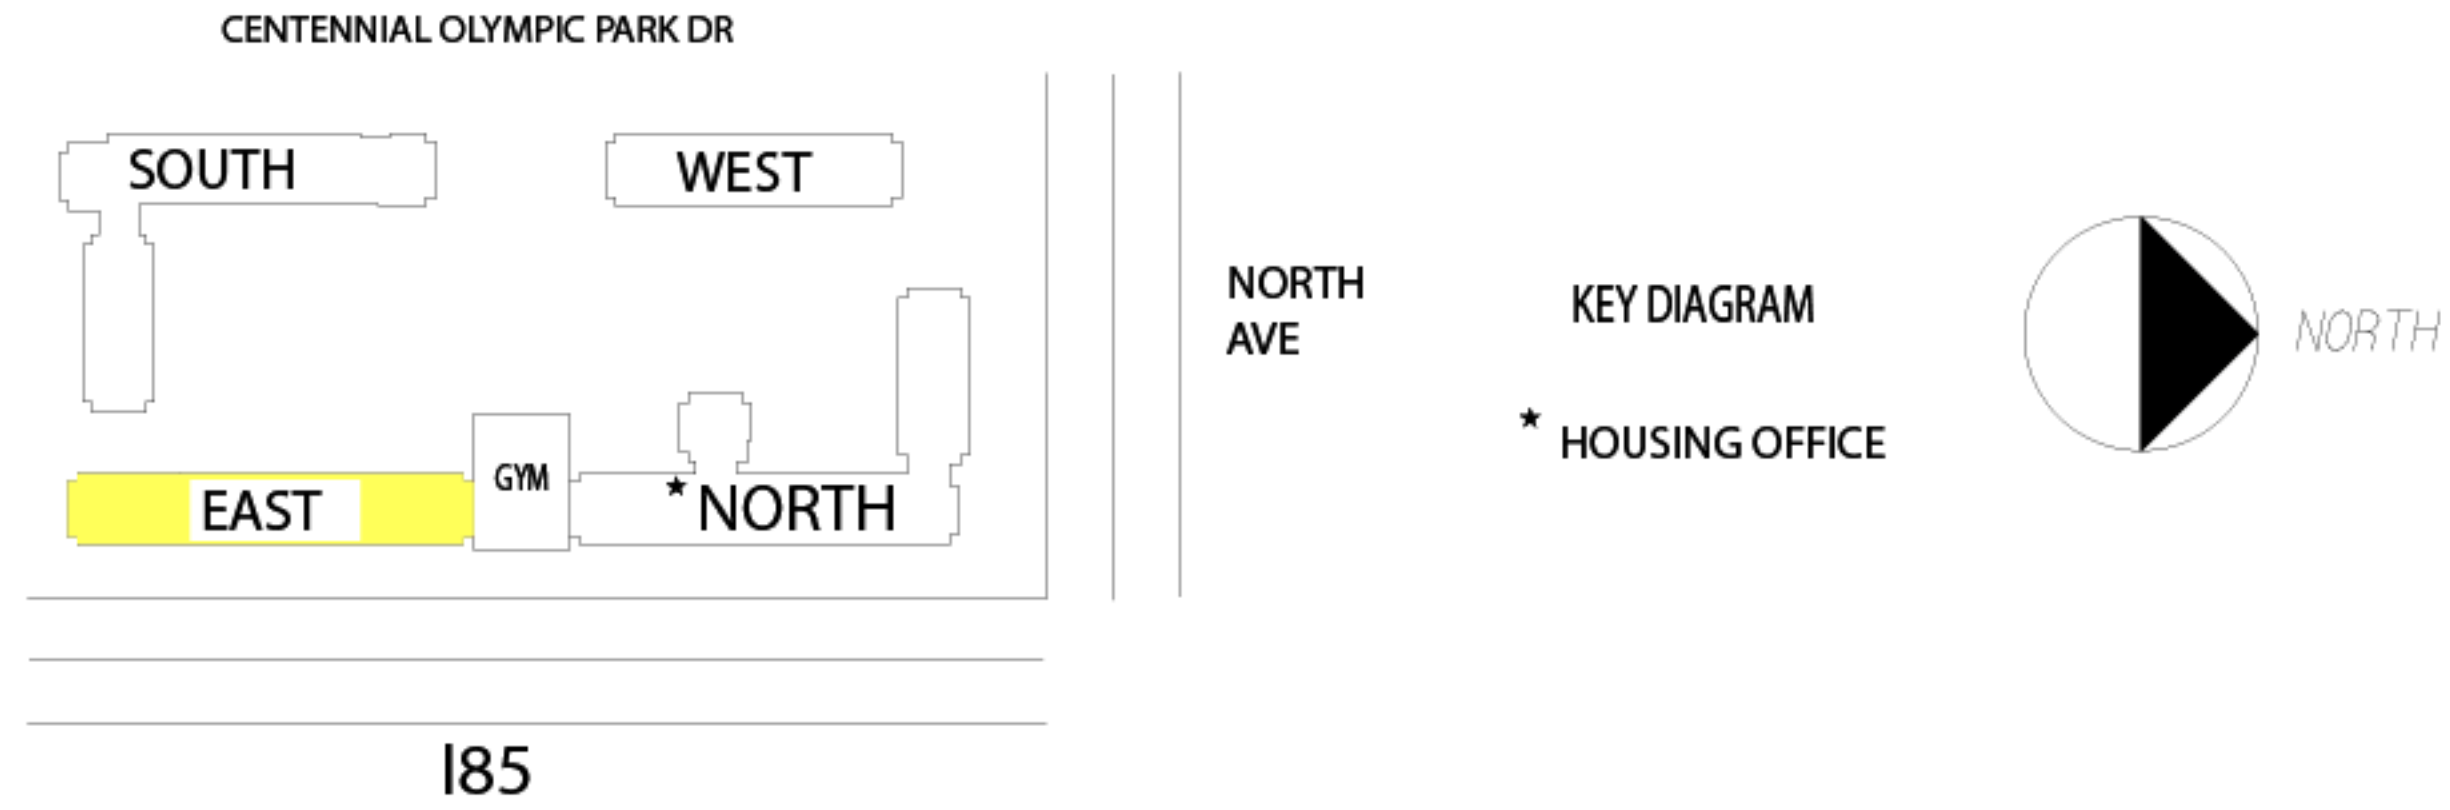 CENTENNIAL OLYMPIC PARK DR
SOUTH
WEST
NORTH
AVE
KEY DIAGRAM
NORTH
★ HOUSING OFFICE
GYM
EAST
★ NORTH
I85